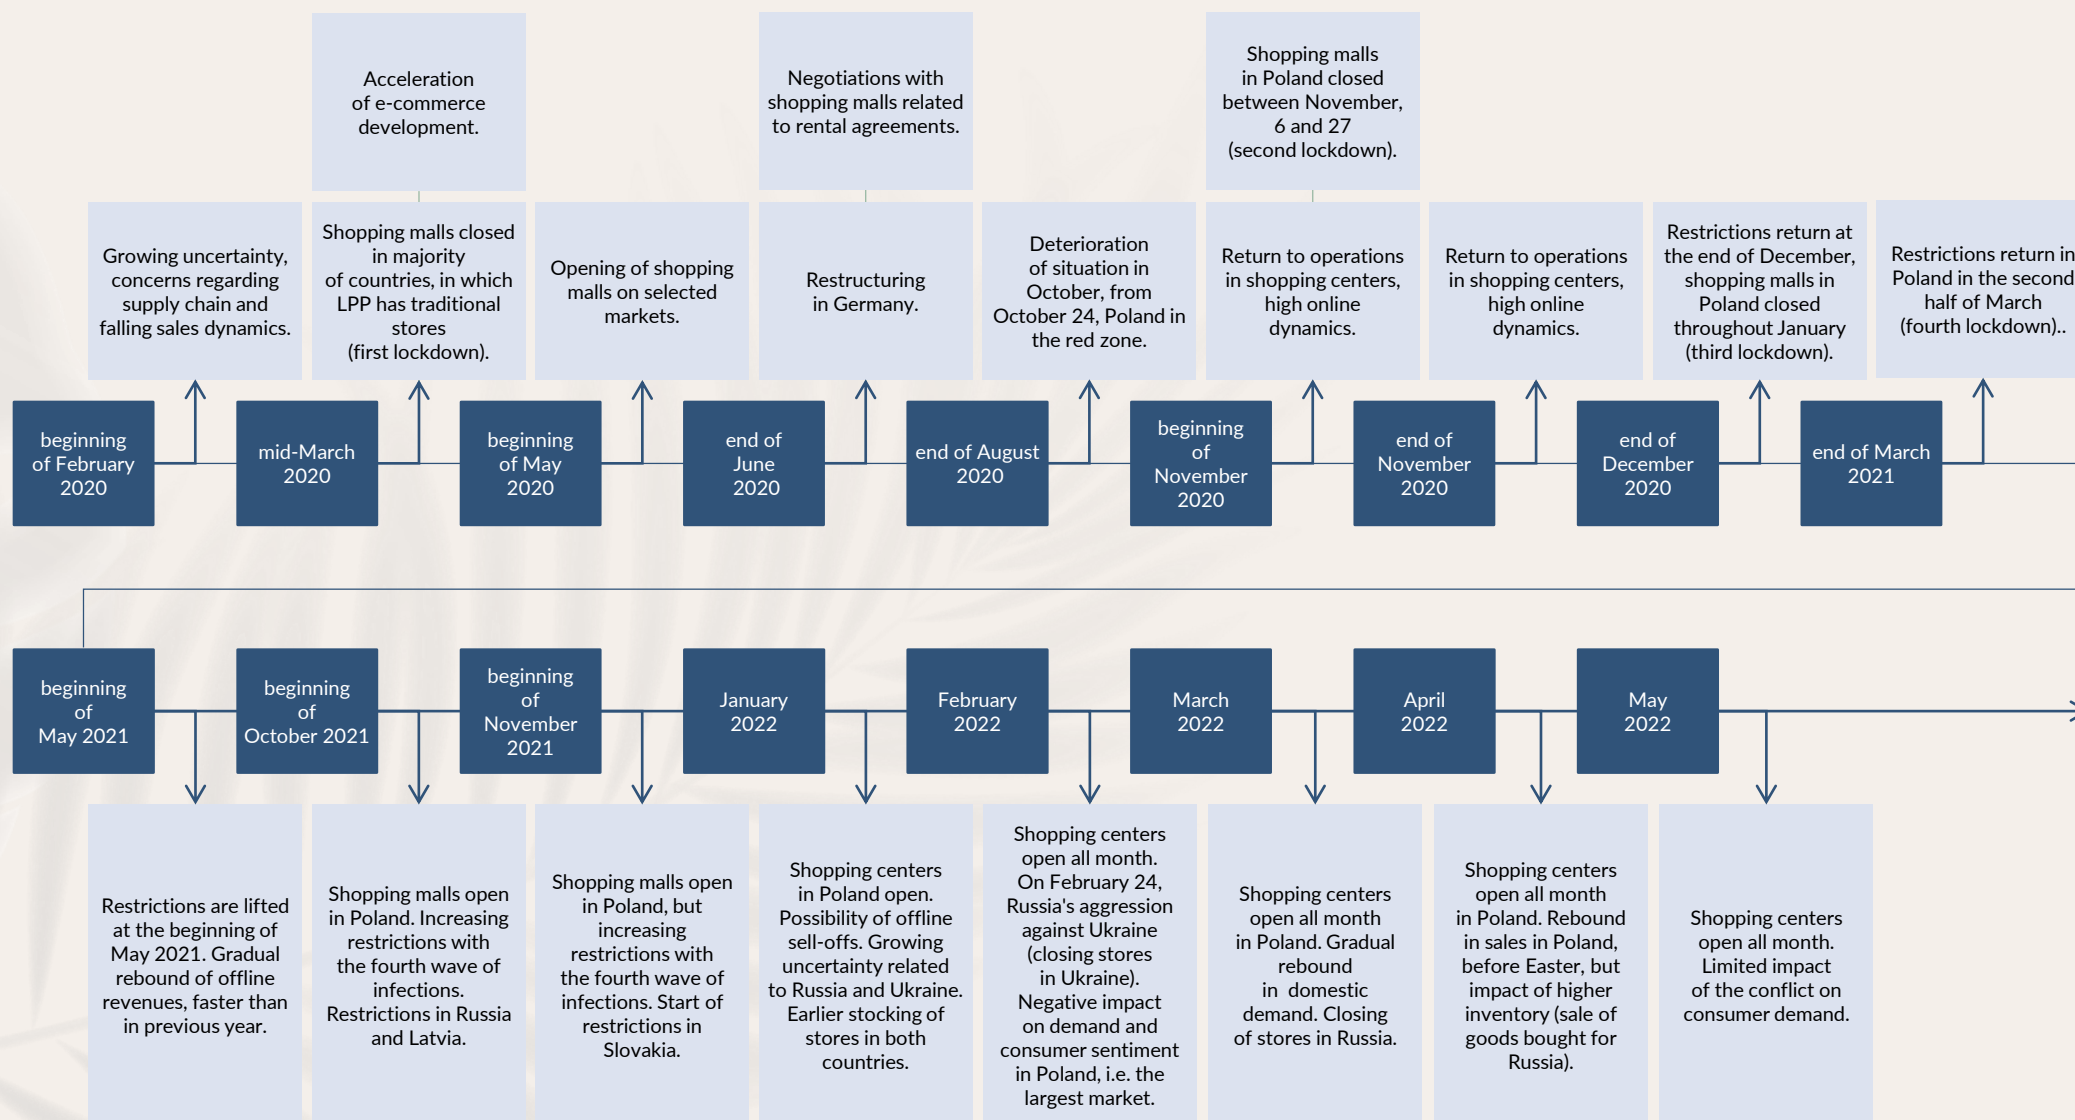 Acceleration
of e-commerce
development.
Negotiations with
shopping malls related
to rental agreements.
Shopping malls
in Poland closed
between November,
6 and 27
(second lockdown).
Growing uncertainty,
concerns regarding
supply chain and
falling sales dynamics.
Shopping malls closed
in majority
of countries, in which
LPP has traditional
stores
(first lockdown).
Opening of shopping
malls on selected
markets.
Restructuring
in Germany.
Deterioration
of situation in
October, from
October 24, Poland in
the red zone.
Return to operations
in shopping centers,
high online
dynamics.
Return to operations
in shopping centers,
high online
dynamics.
Restrictions return at
the end of December,
shopping malls in
Poland closed
throughout January
(third lockdown).
Restrictions return in
Poland in the second
half of March
(fourth lockdown)..
beginning
of February
2020
mid-March
2020
beginning
of May
2020
end of
June
2020
end of August
2020
beginning
of
November
2020
end of
November
2020
end of
December
2020
end of March
2021
beginning
of
May 2021
beginning
of
October 2021
beginning
of
November
2021
January
2022
February
2022
March
2022
April
2022
May
2022
Restrictions are lifted
at the beginning of
May 2021. Gradual
rebound of offline
revenues, faster than
in previous year.
Shopping malls open
in Poland. Increasing
restrictions with
the fourth wave of
infections.
Restrictions in Russia
and Latvia.
Shopping malls open
in Poland, but
increasing
restrictions with
the fourth wave of
infections. Start of
restrictions in
Slovakia.
Shopping centers
in Poland open.
Possibility of offline
sell-offs. Growing
uncertainty related
to Russia and Ukraine.
Earlier stocking of
stores in both
countries.
Shopping centers
open all month.
On February 24,
Russia's aggression
against Ukraine
(closing stores
in Ukraine).
Negative impact
on demand and
consumer sentiment
in Poland, i.e. the
largest market.
Shopping centers
open all month
in Poland. Gradual
rebound
in  domestic
demand. Closing
of stores in Russia.
Shopping centers
open all month
in Poland. Rebound
in sales in Poland,
before Easter, but
impact of higher
inventory (sale of
goods bought for
Russia).
Shopping centers
open all month.
Limited impact
of the conflict on
consumer demand.